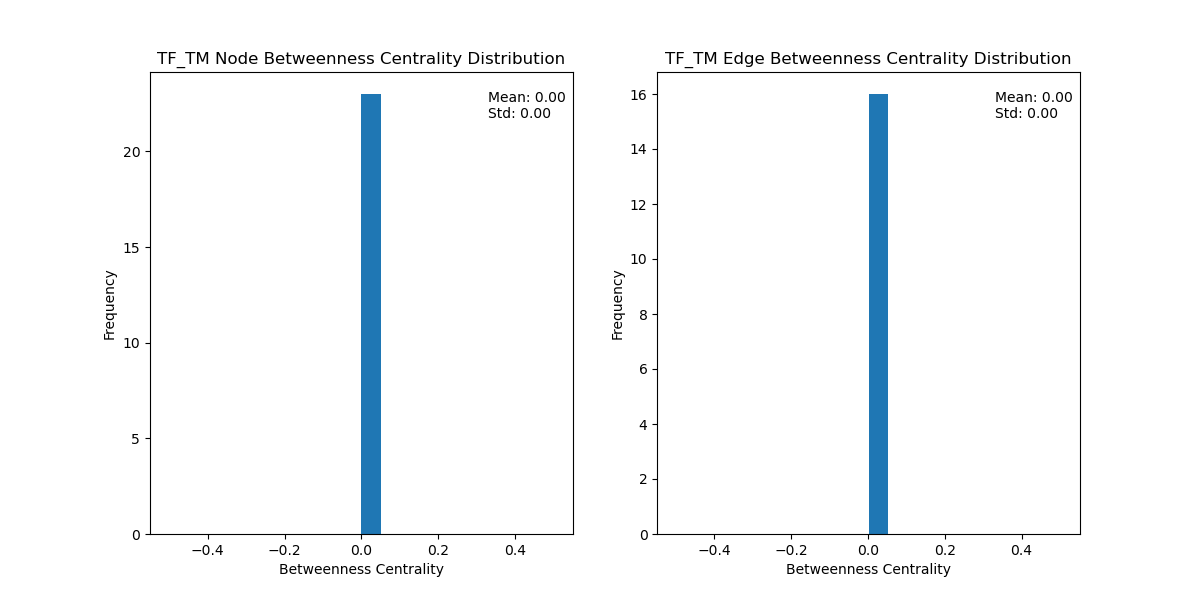 TF_TM Node Betweenness Centrality Distribution
Mean: 0.00
Std: 0.00
20
15
10
5
0
Frequency
−0.4
−0.2
0.0
0.2
0.4
Betweenness Centrality
TF_TM Edge Betweenness Centrality Distribution
Mean: 0.00
Std: 0.00
16
14
12
10
8
6
4
2
0
Frequency
−0.4
−0.2
0.0
0.2
0.4
Betweenness Centrality